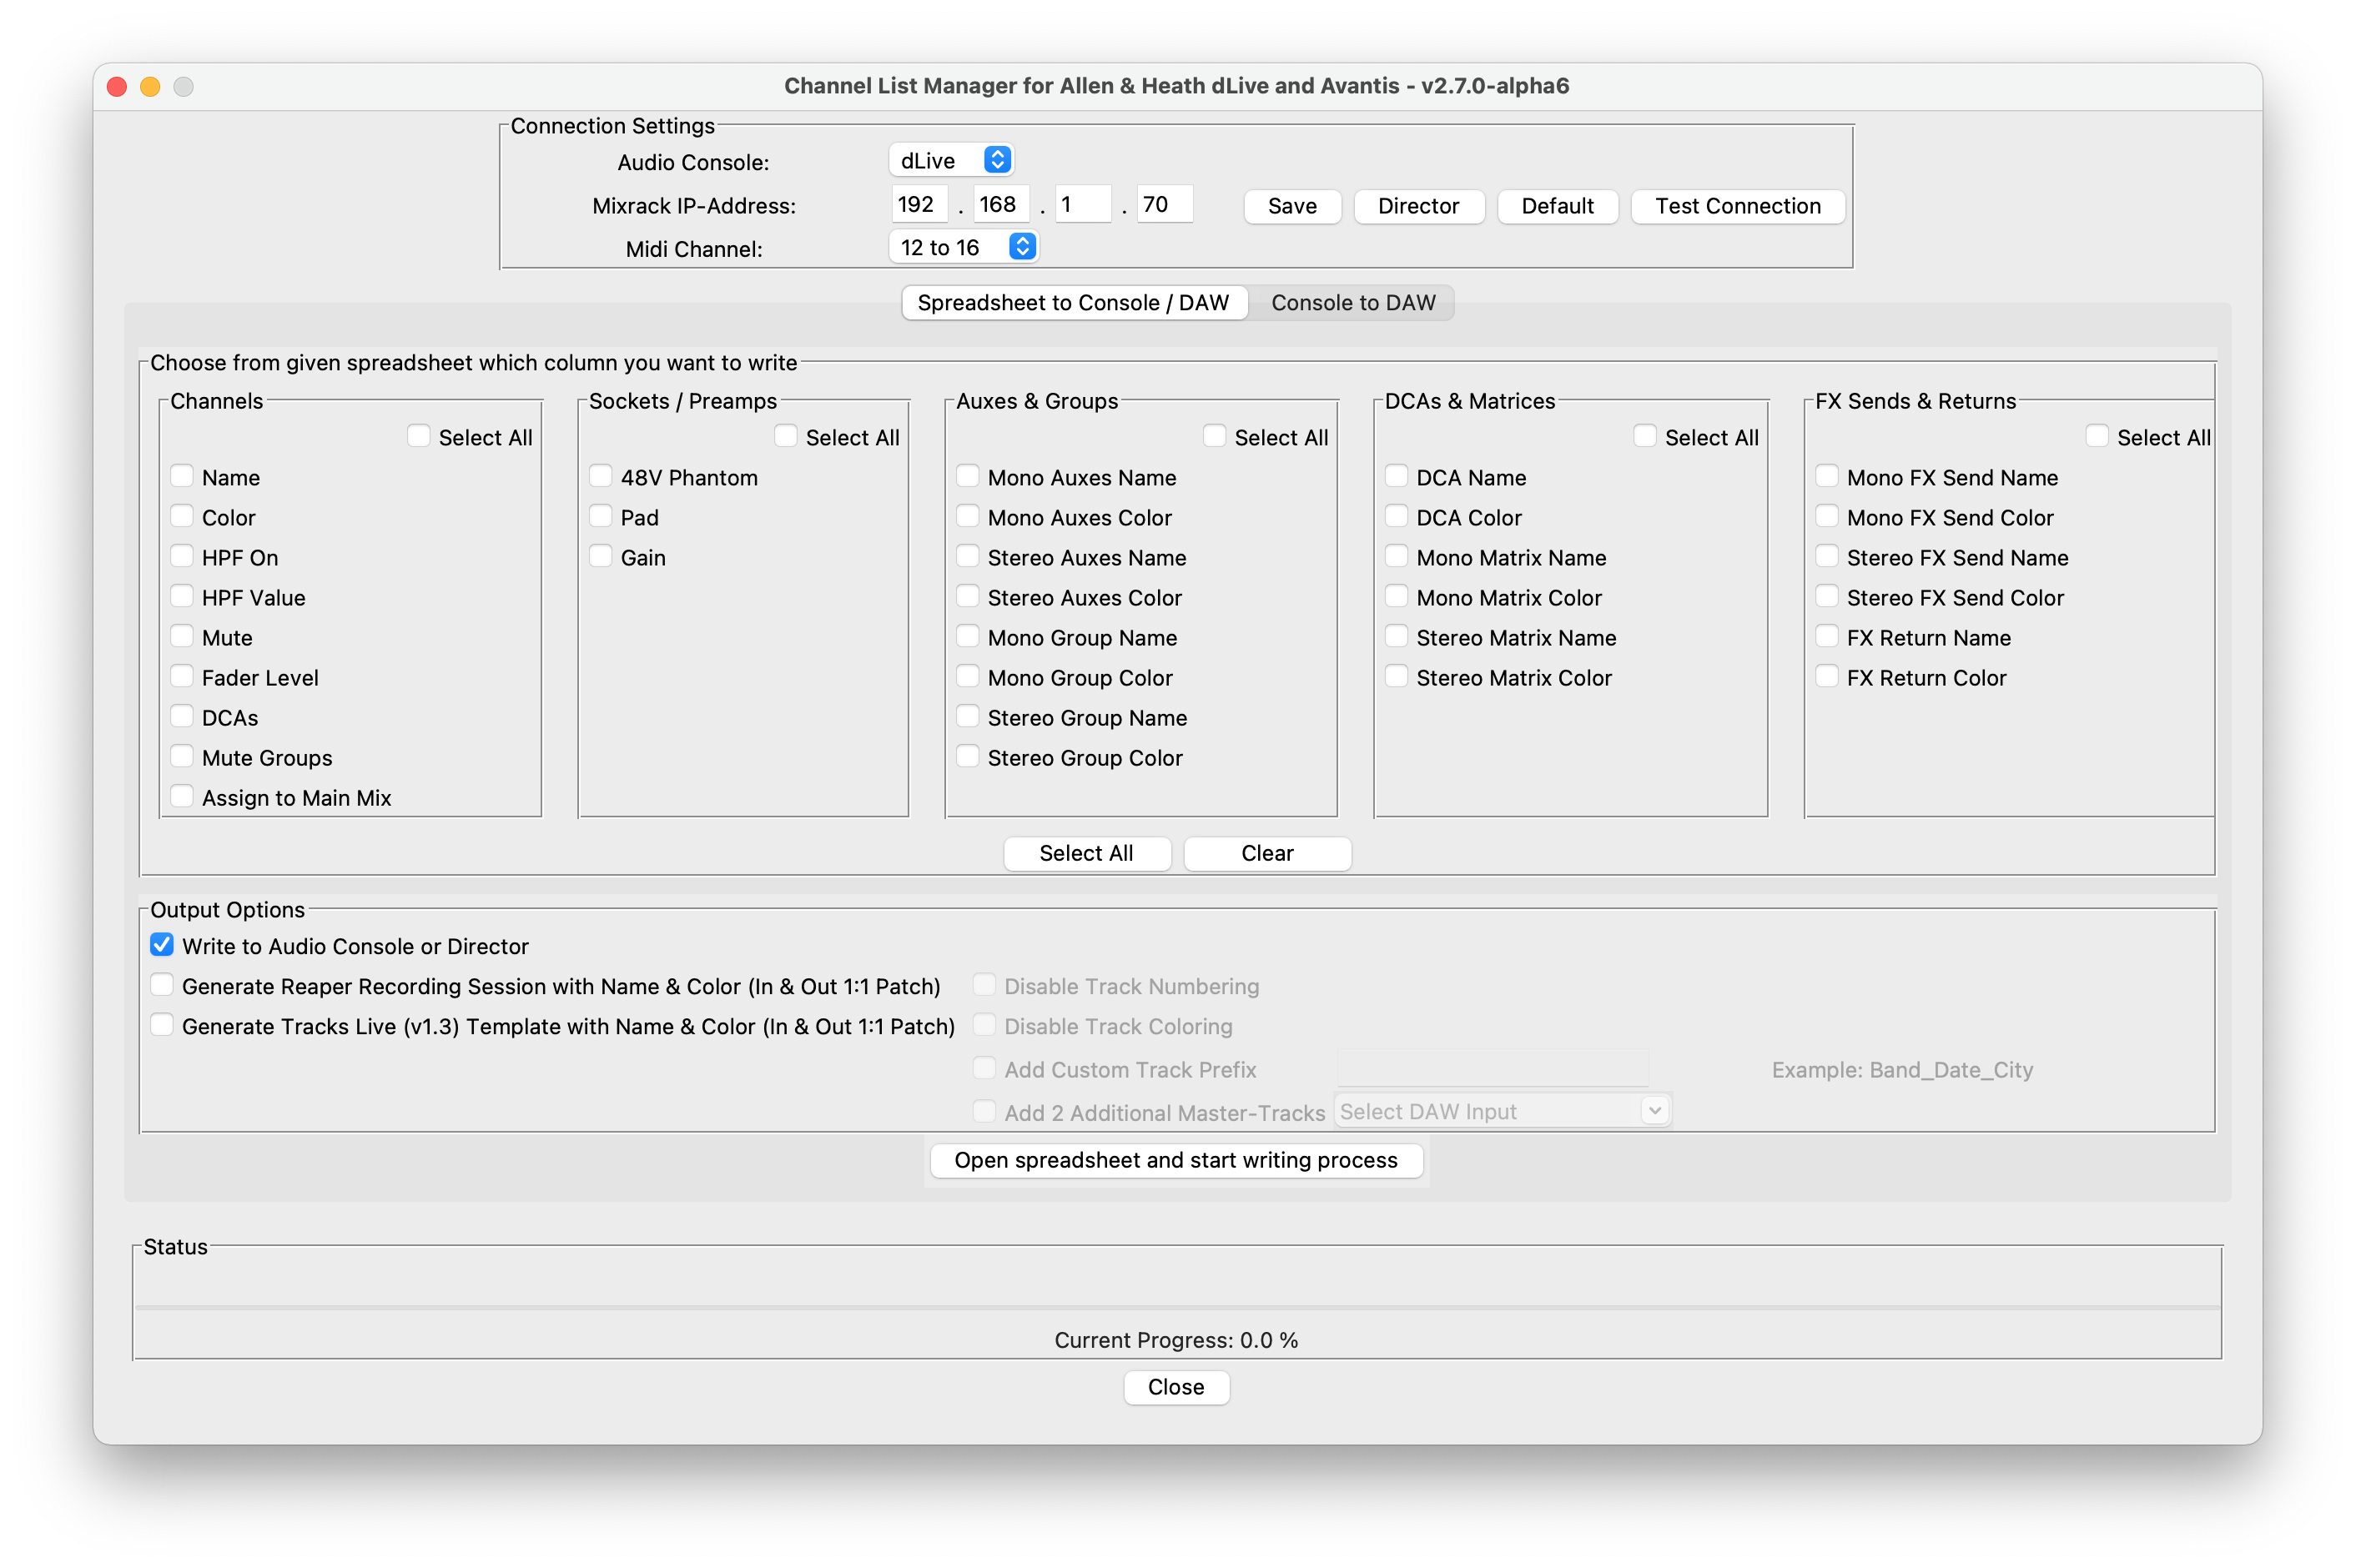 Channel List Manager for Allen & Heath dLive and Avantis - v2.7.0-alpha6
Connection Settings
Audio Console: dLive
Mixrack IP-Address: 192 . 168 . 1 . 70 Save Director Default Test Connection
Midi Channel: 12 to 16
Spreadsheet to Console / DAW Console to DAW
Choose from given spreadsheet which column you want to write
Channels
Select All
Name
Color
HPF On
HPF Value
Mute
Fader Level
DCAs
Mute Groups
Assign to Main Mix
Sockets / Preamps
Select All
48V Phantom
Pad
Gain
Auxes & Groups
Select All
Mono Auxes Name
Mono Auxes Color
Stereo Auxes Name
Stereo Auxes Color
Mono Group Name
Mono Group Color
Stereo Group Name
Stereo Group Color
DCAs & Matrices
Select All
DCA Name
DCA Color
Mono Matrix Name
Mono Matrix Color
Stereo Matrix Name
Stereo Matrix Color
FX Sends & Returns
Select All
Mono FX Send Name
Mono FX Send Color
Stereo FX Send Name
Stereo FX Send Color
FX Return Name
FX Return Color
Select All Clear
Output Options
Write to Audio Console or Director
Generate Reaper Recording Session with Name & Color (In & Out 1:1 Patch) Disable Track Numbering
Generate Tracks Live (v1.3) Template with Name & Color (In & Out 1:1 Patch) Disable Track Coloring
Add Custom Track Prefix Example: Band_Date_City
Add 2 Additional Master-Tracks Select DAW Input
Open spreadsheet and start writing process
Status
Current Progress: 0.0 %
Close